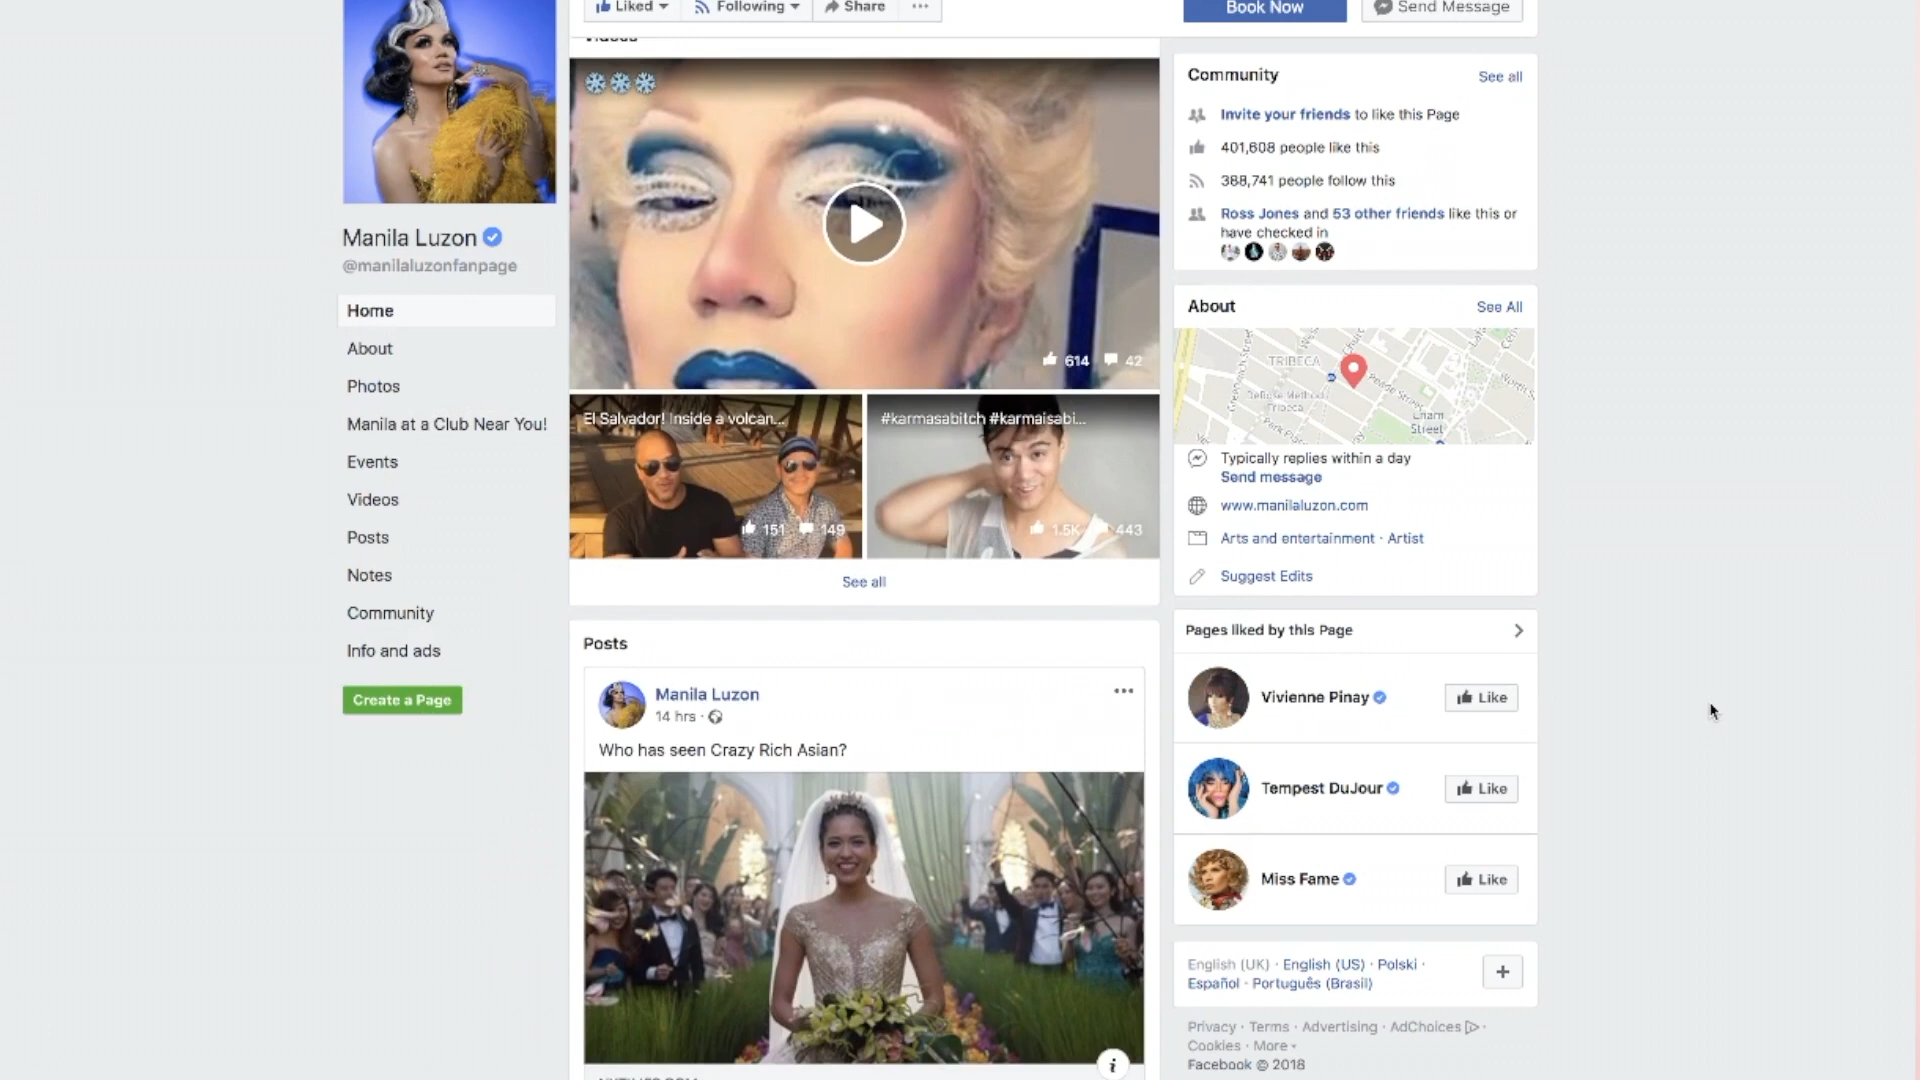 Liked
Following
Share
Book Now
Send Message
Videos
Manila Luzon
@manilaluzonfanpage
Home
About
Photos
Manila at a Club Near You!
Events
Videos
Posts
Notes
Community
Info and ads
Create a Page
614 42
El Salvador! Inside a volcan...
151 149
#karmasabitch #karmaisabi...
1.5K 443
See all
Posts
Manila Luzon
14 hrs ·
Who has seen Crazy Rich Asian?
Community See all
Invite your friends to like this Page
401,608 people like this
388,741 people follow this
Ross Jones and 53 other friends like this or
have checked in
About See All
TRIBECA
Typically replies within a day
Send message
www.manilaluzon.com
Arts and entertainment · Artist
Suggest Edits
Pages liked by this Page
Vivienne Pinay Like
Tempest DuJour Like
Miss Fame Like
English (UK) · English (US) · Polski ·
Español · Português (Brasil)
Privacy · Terms · Advertising · AdChoices ·
Cookies · More
Facebook © 2018